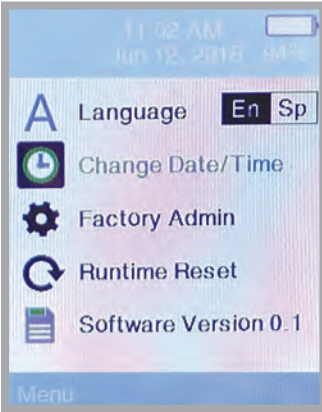 11:02 AM
Jun 12, 2018 94%
A Language En Sp
Change Date/Time
Factory Admin
Runtime Reset
Software Version 0.1
Menu